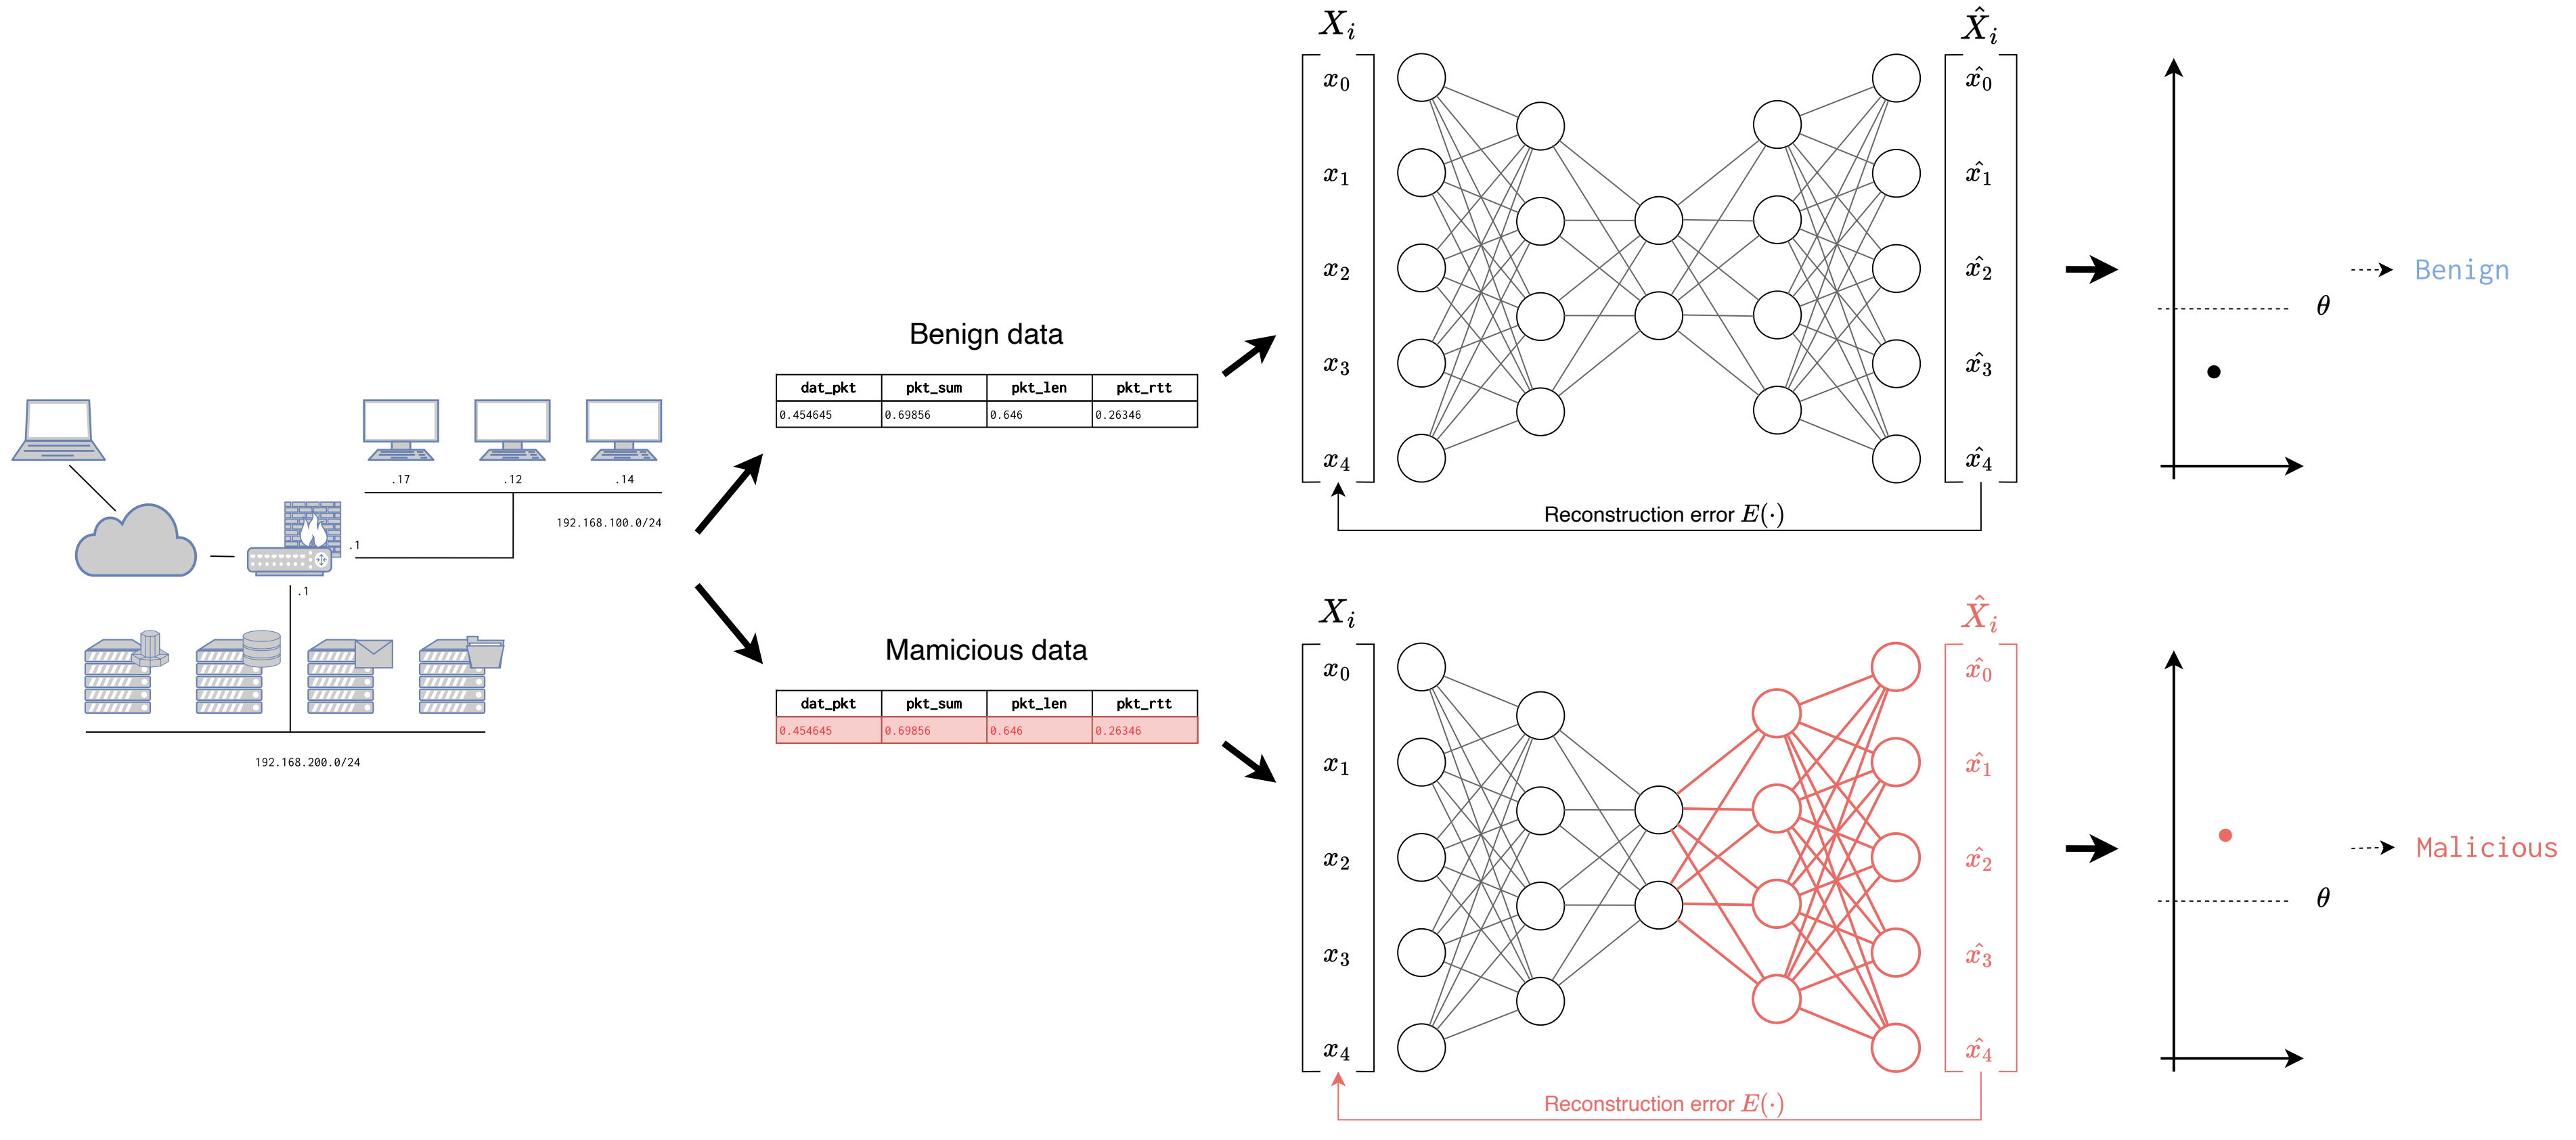 .17 .12 .14
192.168.100.0/24
.1
.1
192.168.200.0/24
Benign data
dat_pkt pkt_sum pkt_len pkt_rtt
0.454645 0.69856 0.646 0.26346
Mamicious data
dat_pkt pkt_sum pkt_len pkt_rtt
0.454645 0.69856 0.646 0.26346
X_i
x_0
x_1
x_2
x_3
x_4
X̂_i
x̂_0
x̂_1
x̂_2
x̂_3
x̂_4
Reconstruction error E(·)
θ
Benign
X_i
x_0
x_1
x_2
x_3
x_4
X̂_i
x̂_0
x̂_1
x̂_2
x̂_3
x̂_4
Reconstruction error E(·)
θ
Malicious